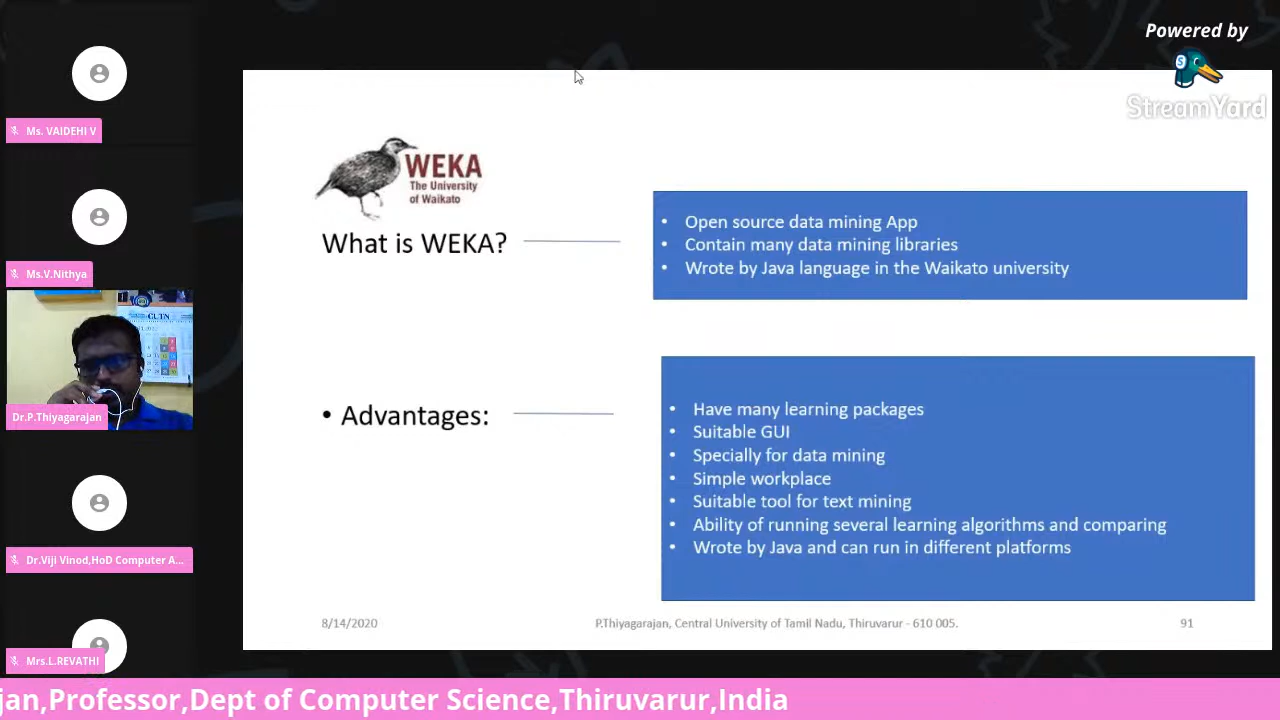 Powered by
StreamYard
Ms. VAIDEHI V
Ms.V.Nithya
CUTN
Dr.P.Thiyagarajan
Dr.Viji Vinod,HoD Computer A...
Mrs.L.REVATHI
WEKA
The University
of Waikato
What is WEKA?
• Open source data mining App
• Contain many data mining libraries
• Wrote by Java language in the Waikato university
• Advantages:
• Have many learning packages
• Suitable GUI
• Specially for data mining
• Simple workplace
• Suitable tool for text mining
• Ability of running several learning algorithms and comparing
• Wrote by Java and can run in different platforms
8/14/2020
P.Thiyagarajan, Central University of Tamil Nadu, Thiruvarur - 610 005.
91
jan,Professor,Dept of Computer Science,Thiruvarur,India